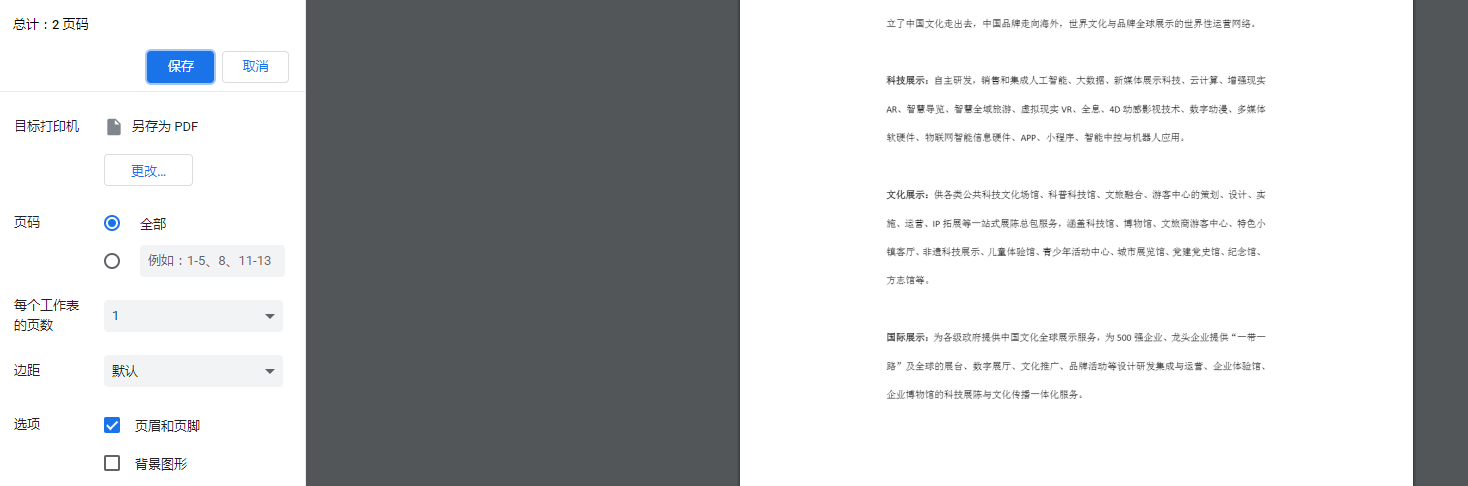 总计：2 页码
保存
取消
目标打印机
另存为 PDF
更改...
页码
全部
例如：1-5、8、11-13
每个工作表
的页数
1
边距
默认
选项
页眉和页脚
背景图形
立了中国文化走出去，中国品牌走向海外，世界文化与品牌全球展示的世界性运营网络。
科技展示：自主研发，销售和集成人工智能、大数据、新媒体展示科技、云计算、增强现实
AR、智慧导览、智慧全域旅游、虚拟现实 VR、全息、4D 动感影视技术、数字动漫、多媒体
软硬件、物联网智能信息硬件、APP、小程序、智能中控与机器人应用。
文化展示：供各类公共科技文化场馆、科普科技馆、文旅融合、游客中心的策划、设计、实
施、运营、IP 拓展等一站式展陈总包服务，涵盖科技馆、博物馆、文旅商游客中心、特色小
镇客厅、非遗科技展示、儿童体验馆、青少年活动中心、城市展览馆、党建党史馆、纪念馆、
方志馆等。
国际展示：为各级政府提供中国文化全球展示服务，为 500 强企业、龙头企业提供“一带一
路”及全球的展台、数字展厅、文化推广、品牌活动等设计研发集成与运营、企业体验馆、
企业博物馆的科技展陈与文化传播一体化服务。